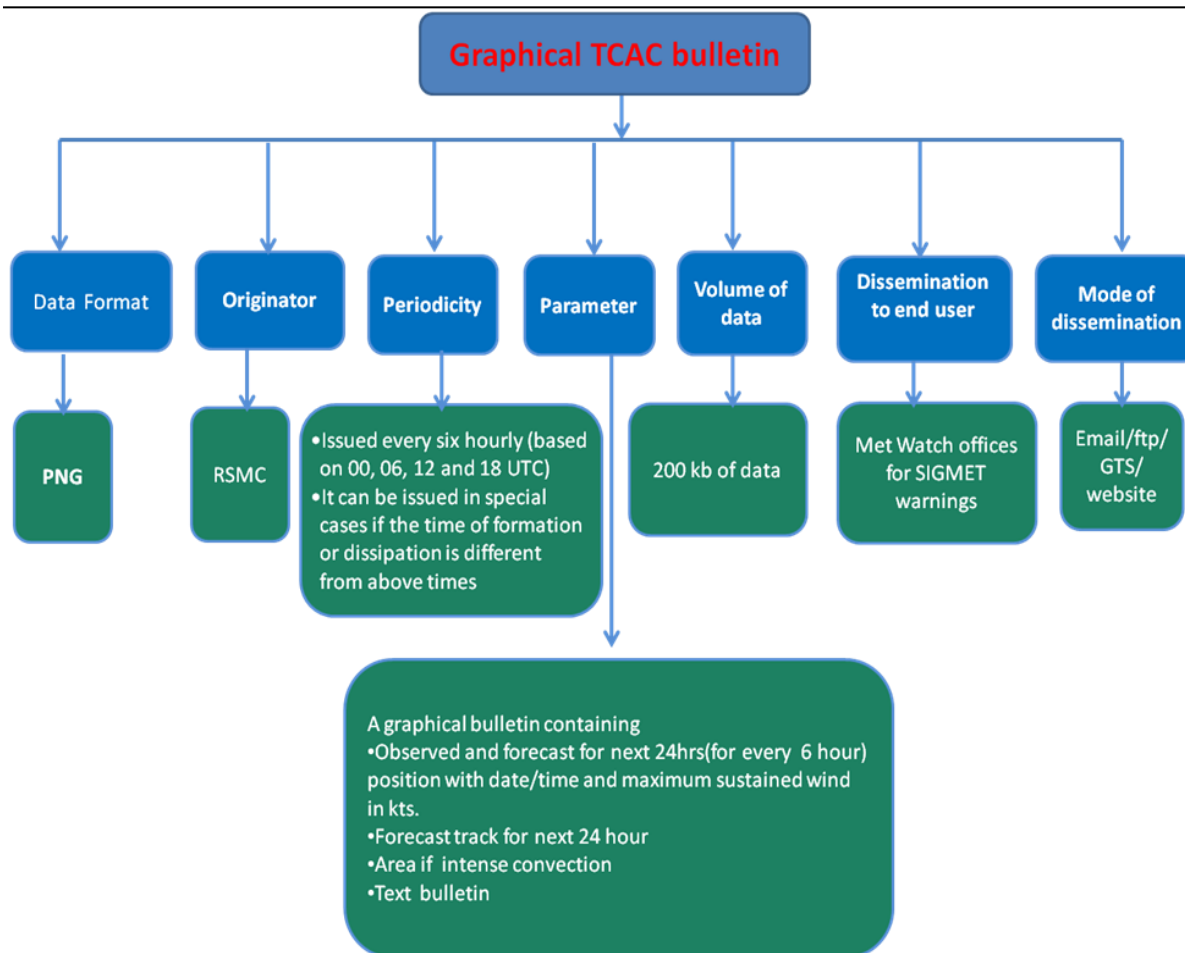 Graphical TCAC bulletin
Data Format
Originator
Periodicity
Parameter
Volume of
data
Dissemination
to end user
Mode of
dissemination
PNG
RSMC
•Issued every six hourly (based
on 00, 06, 12 and 18 UTC)
•It can be issued in special
cases if the time of formation
or dissipation is different
from above times
200 kb of data
Met Watch offices
for SIGMET
warnings
Email/ftp/
GTS/
website
A graphical bulletin containing
•Observed and forecast for next 24hrs(for every 6 hour)
position with date/time and maximum sustained wind
in kts.
•Forecast track for next 24 hour
•Area if intense convection
•Text bulletin